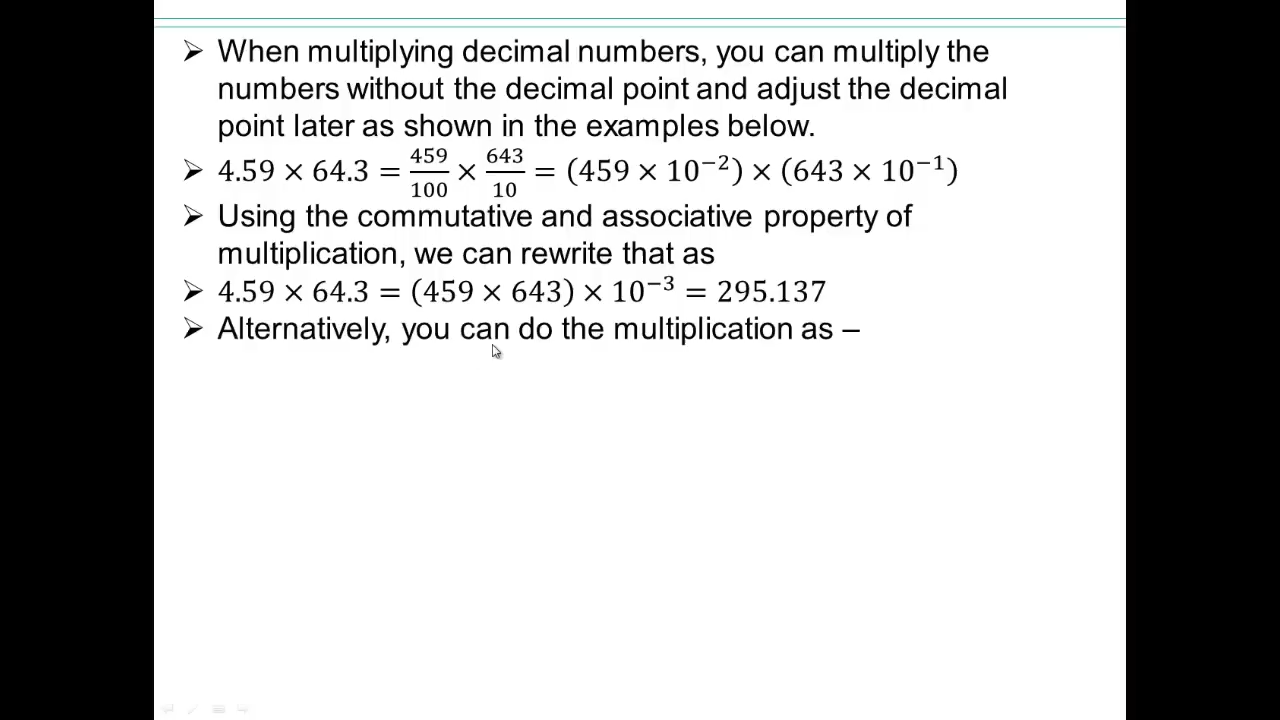 ➢ When multiplying decimal numbers, you can multiply the
numbers without the decimal point and adjust the decimal
point later as shown in the examples below.
➢ 4.59 × 64.3 = 459/100 × 643/10 = (459 × 10⁻²) × (643 × 10⁻¹)
➢ Using the commutative and associative property of
multiplication, we can rewrite that as
➢ 4.59 × 64.3 = (459 × 643) × 10⁻³ = 295.137
➢ Alternatively, you can do the multiplication as –